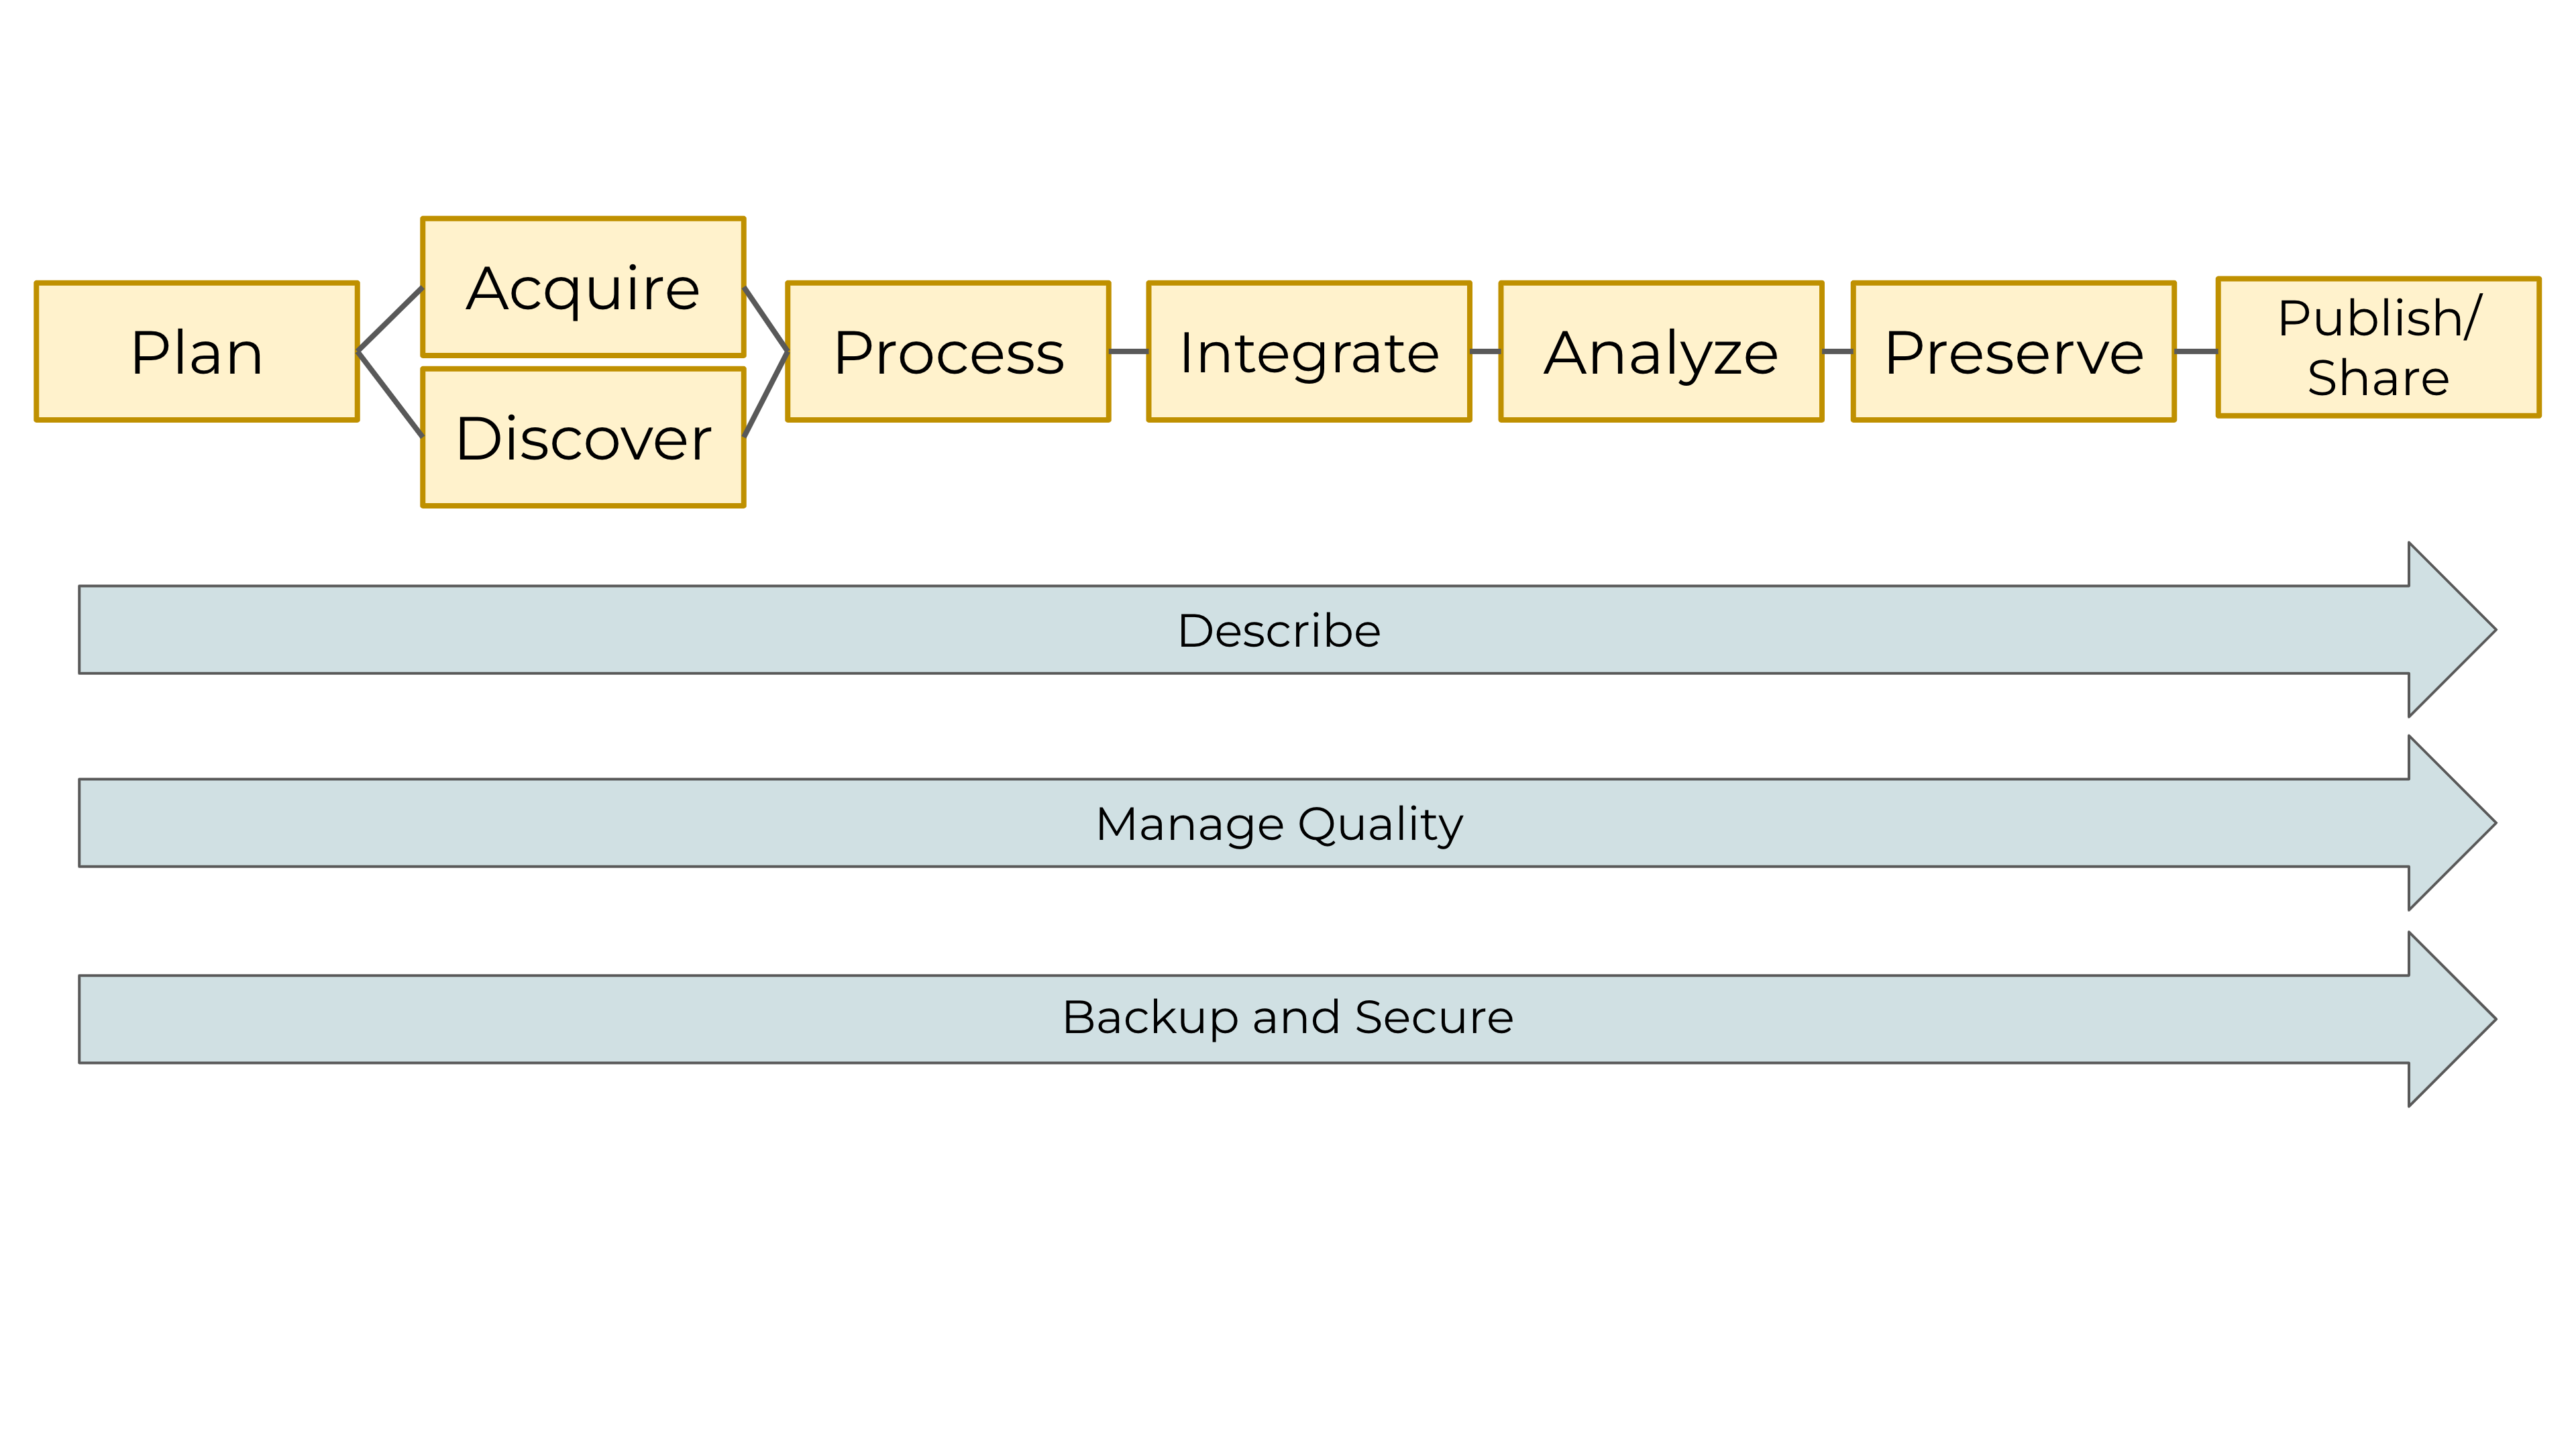 Plan
Acquire
Discover
Process
Integrate
Analyze
Preserve
Publish/
Share
Describe
Manage Quality
Backup and Secure